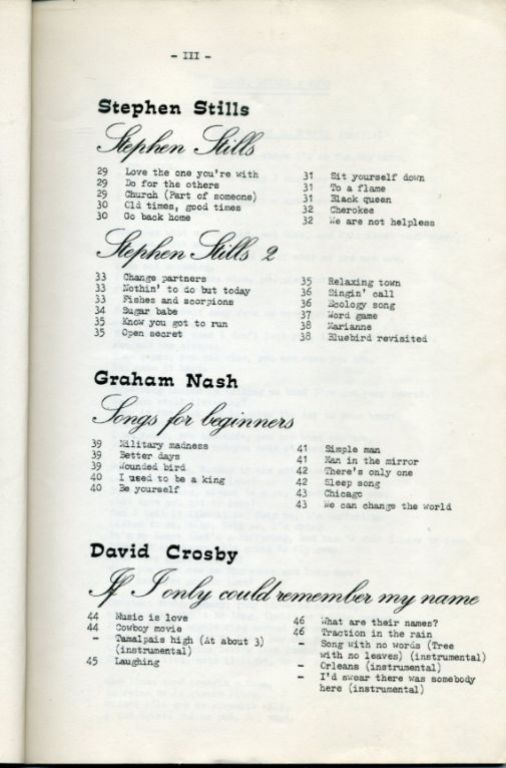 - III -
Stephen Stills
Stephen Stills
29 Love the one you're with
29 Do for the others
29 Church (Part of someone)
30 Old times, good times
30 Go back home
31 Sit yourself down
31 To a flame
31 Black queen
32 Cherokee
32 We are not helpless
Stephen Stills 2
33 Change partners
33 Nothin' to do but today
33 Fishes and scorpions
34 Sugar babe
35 Know you got to run
35 Open secret
35 Relaxing town
36 Singin' call
36 Ecology song
37 Word game
38 Marianne
38 Bluebird revisited
Graham Nash
Songs for beginners
39 Military madness
39 Better days
39 Wounded bird
40 I used to be a king
40 Be yourself
41 Simple man
41 Man in the mirror
42 There's only one
42 Sleep song
43 Chicago
43 We can change the world
David Crosby
If I only could remember my name
44 Music is love
44 Cowboy movie
- Tamalpais high (At about 3)
(instrumental)
45 Laughing
46 What are their names?
46 Traction in the rain
- Song with no words (Tree
with no leaves) (instrumental)
- Orleans (instrumental)
- I'd swear there was somebody
here (instrumental)